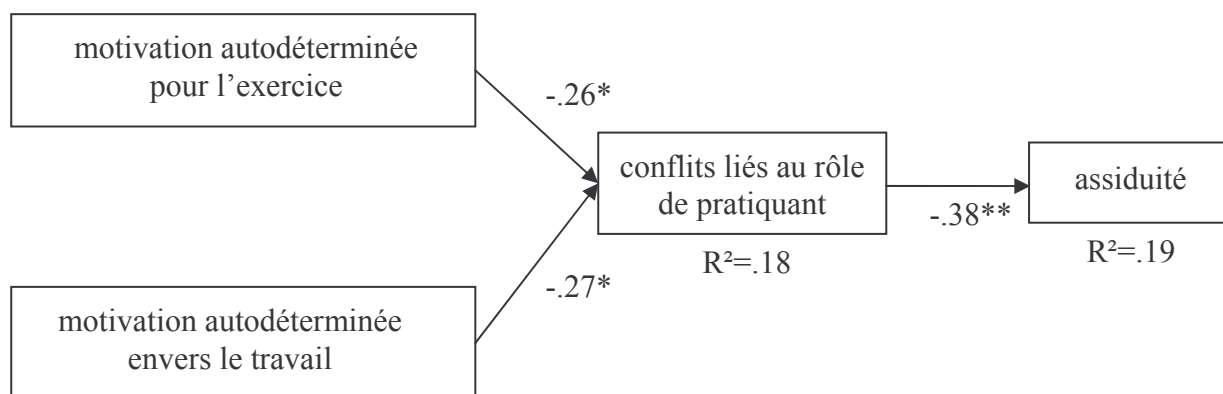 motivation autodéterminée
pour l’exercice
-.26*
conflits liés au rôle
de pratiquant
R²=.18
-.38**
assiduité
R²=.19
-.27*
motivation autodéterminée
envers le travail